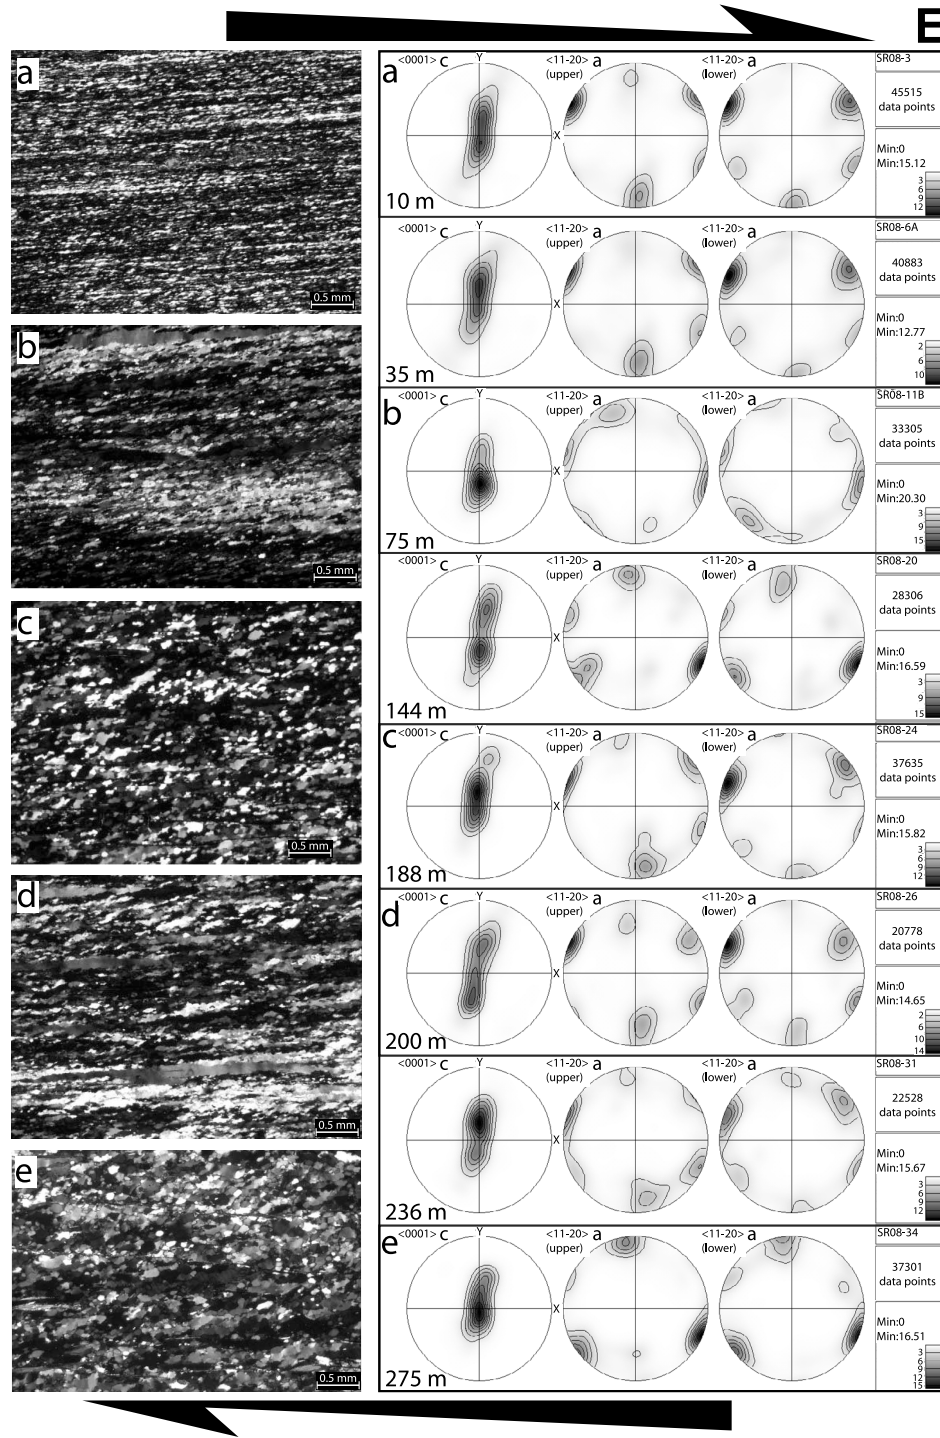 E
a
0.5 mm
b
0.5 mm
c
0.5 mm
d
0.5 mm
e
0.5 mm
a <0001> c Y <11-20> a (upper) <11-20> a (lower) SR08-3
45515
data points
X
Min:0
Min:15.12
3
6
9
12
10 m
<0001> c <11-20> a (upper) <11-20> a (lower) SR08-6A
40883
data points
X
Min:0
Min:12.77
2
6
10
35 m
b <0001> c <11-20> a (upper) <11-20> a (lower) SR08-11B
33305
data points
X
Min:0
Min:20.30
3
9
15
75 m
<0001> c <11-20> a (upper) <11-20> a (lower) SR08-20
28306
data points
X
Min:0
Min:16.59
3
9
15
144 m
c <0001> c Y <11-20> a (upper) <11-20> a (lower) SR08-24
37635
data points
X
Min:0
Min:15.82
3
6
9
12
188 m
d <0001> c <11-20> a (upper) <11-20> a (lower) SR08-26
20778
data points
X
Min:0
Min:14.65
2
6
10
14
200 m
<0001> c Y <11-20> a (upper) <11-20> a (lower) SR08-31
22528
data points
X
Min:0
Min:15.67
3
6
9
12
236 m
e <0001> c Y <11-20> a (upper) <11-20> a (lower) SR08-34
37301
data points
X
Min:0
Min:16.51
3
6
9
12
15
275 m